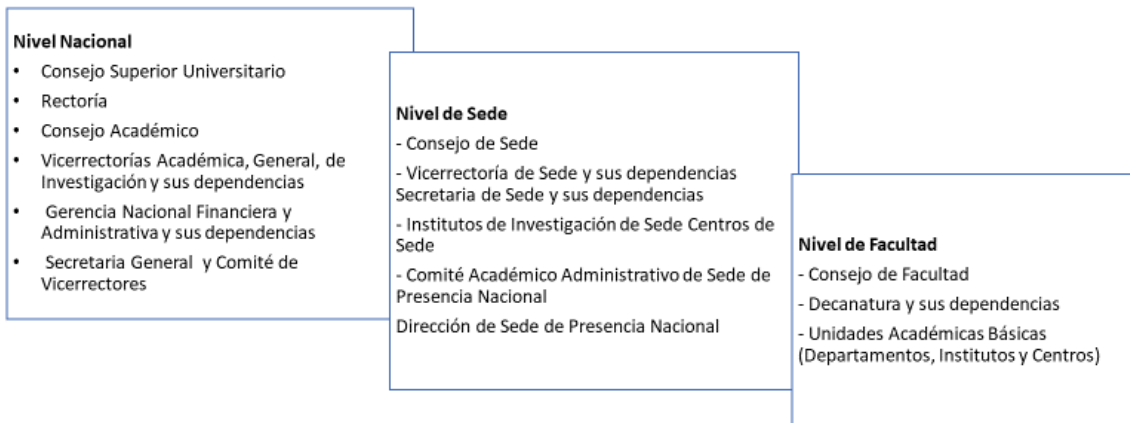 Nivel Nacional
• Consejo Superior Universitario
• Rectoría
• Consejo Académico
• Vicerrectorías Académica, General, de
Investigación y sus dependencias
• Gerencia Nacional Financiera y
Administrativa y sus dependencias
• Secretaria General y Comité de
Vicerrectores
Nivel de Sede
- Consejo de Sede
- Vicerrectoría de Sede y sus dependencias
Secretaria de Sede y sus dependencias
- Institutos de Investigación de Sede Centros de
Sede
- Comité Académico Administrativo de Sede de
Presencia Nacional
Dirección de Sede de Presencia Nacional
Nivel de Facultad
- Consejo de Facultad
- Decanatura y sus dependencias
- Unidades Académicas Básicas
(Departamentos, Institutos y Centros)